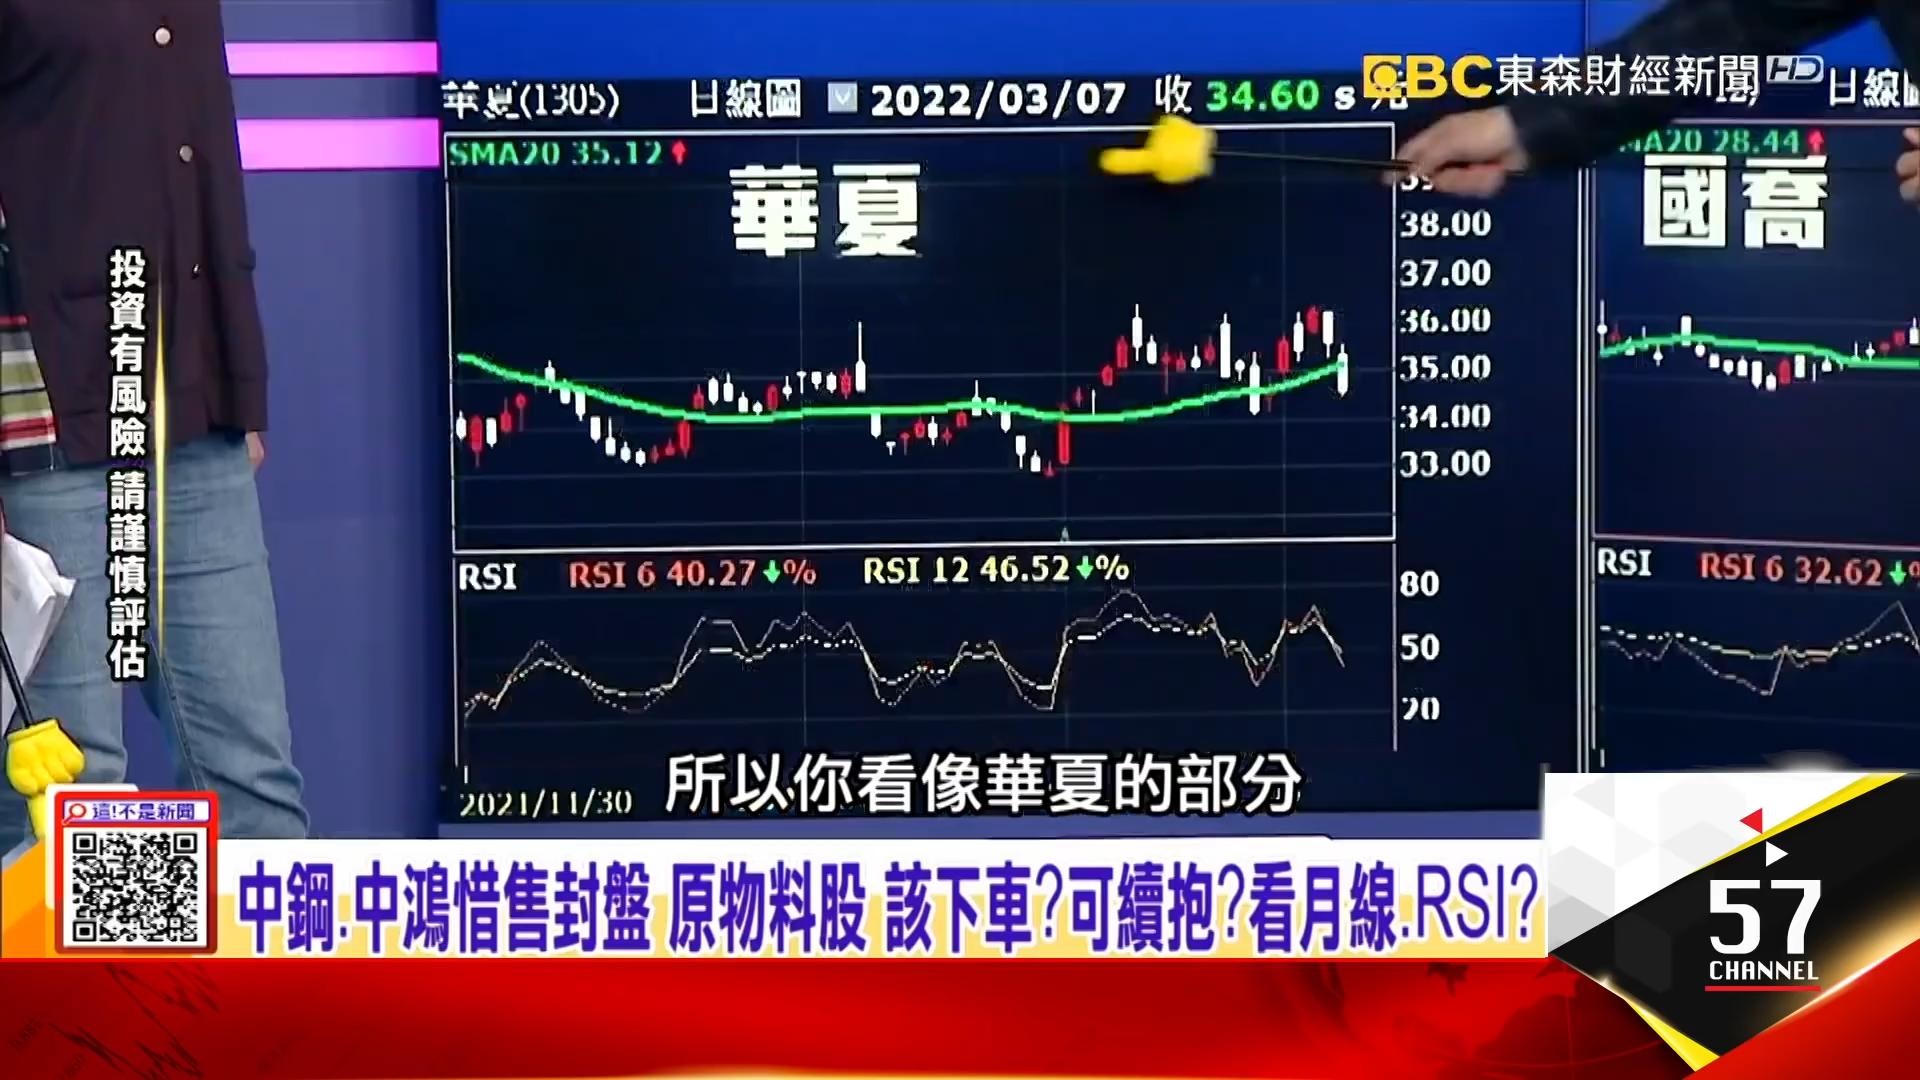 EBC 東森財經新聞 HD
華夏(1305) 日線圖 2022/03/07 收 34.60 s 元
日線圖
SMA20 35.12
SMA20 28.44
華夏
國喬
38.00
37.00
36.00
35.00
34.00
33.00
投資有風險 請謹慎評估
RSI RSI 6 40.27 % RSI 12 46.52 %
RSI RSI 6 32.62 %
80
50
20
2021/11/30
所以你看像華夏的部分
這!不是新聞
中鋼.中鴻惜售封盤 原物料股 該下車?可續抱?看月線.RSI?
57
CHANNEL